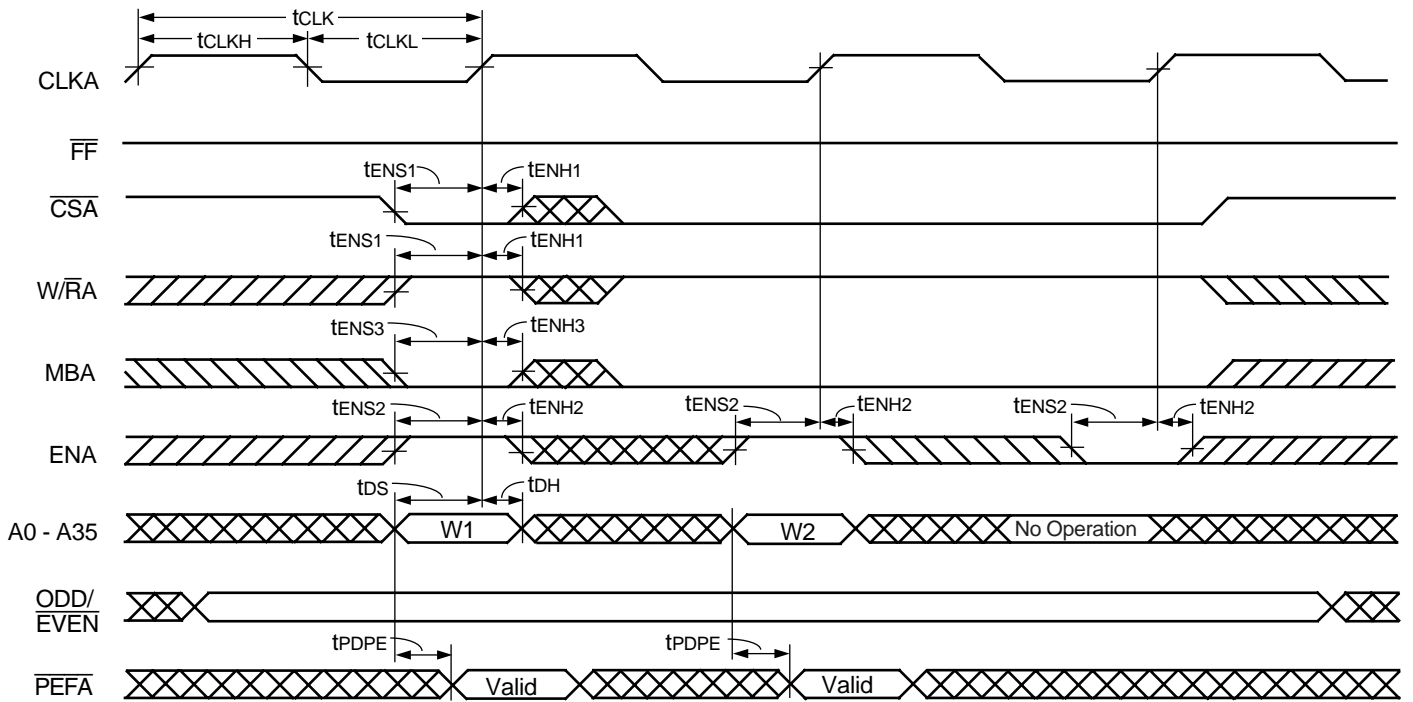 tCLK
tCLKH tCLKL
CLKA
FF
tENS1 tENH1
CSA
tENS1 tENH1
W/RA
tENS3 tENH3
MBA
tENS2 tENH2 tENS2 tENH2 tENS2 tENH2
ENA
tDS tDH
A0 - A35 W1 W2 No Operation
ODD/
EVEN
tPDPE tPDPE
PEFA Valid Valid